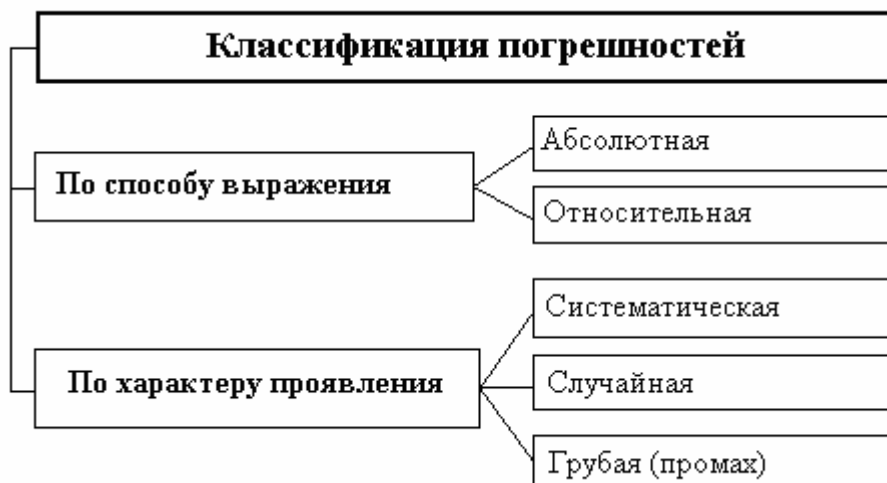 Классификация погрешностей
По способу выражения
Абсолютная
Относительная
По характеру проявления
Систематическая
Случайная
Грубая (промах)